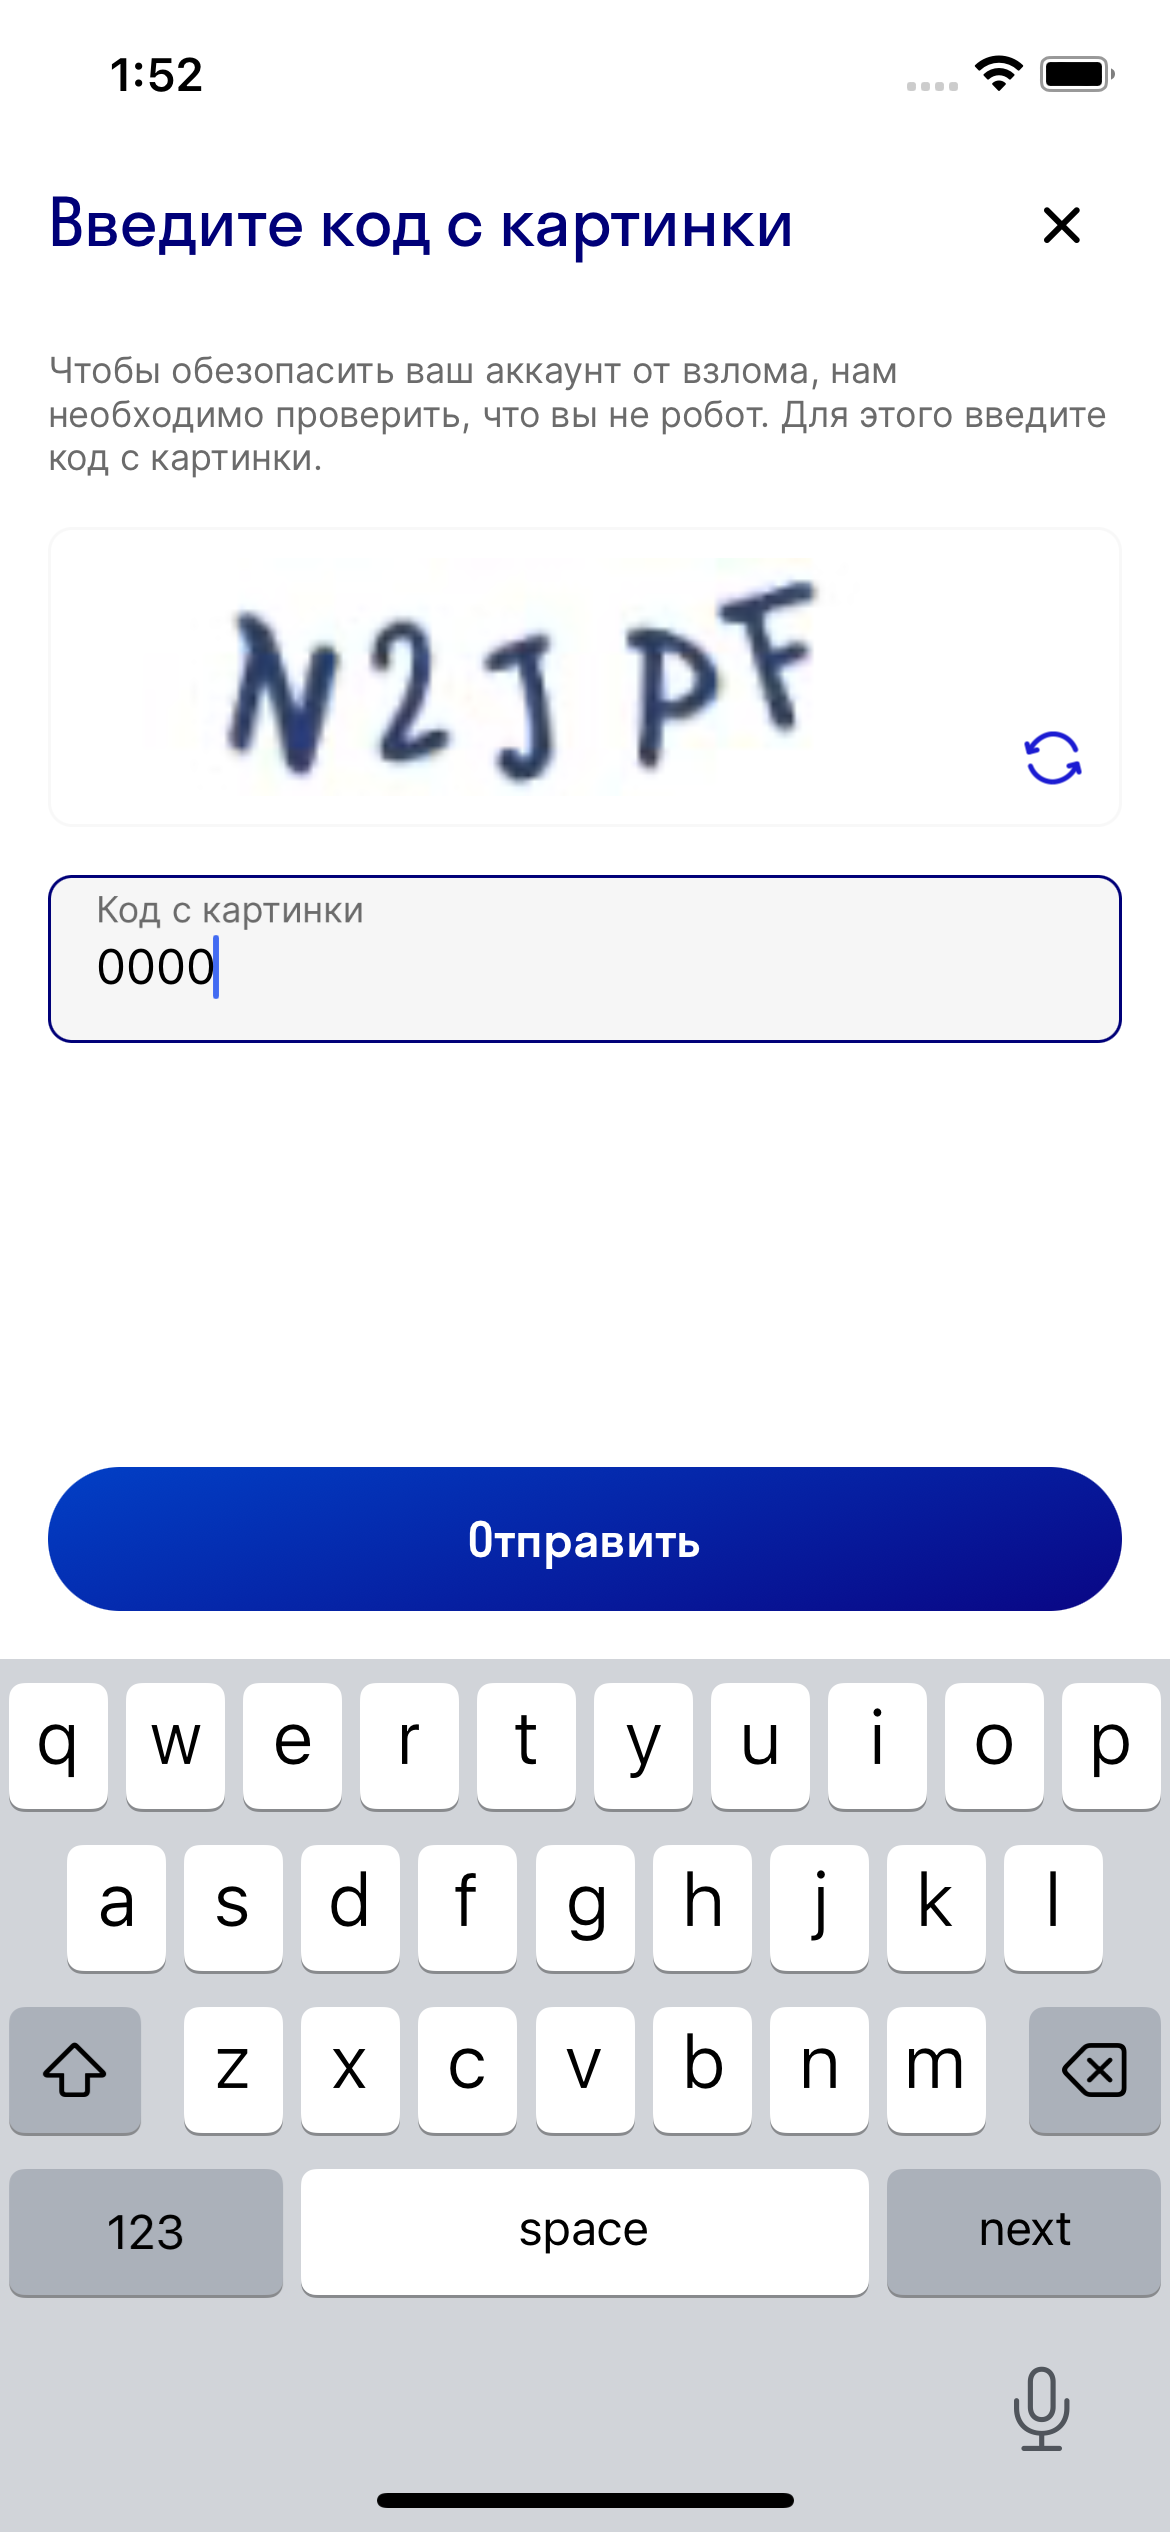 1:52
Введите код с картинки
Чтобы обезопасить ваш аккаунт от взлома, нам
необходимо проверить, что вы не робот. Для этого введите
код с картинки.
N2JPF
Код с картинки
0000
Отправить
q w e r t y u i o p
a s d f g h j k l
z x c v b n m
123 space next